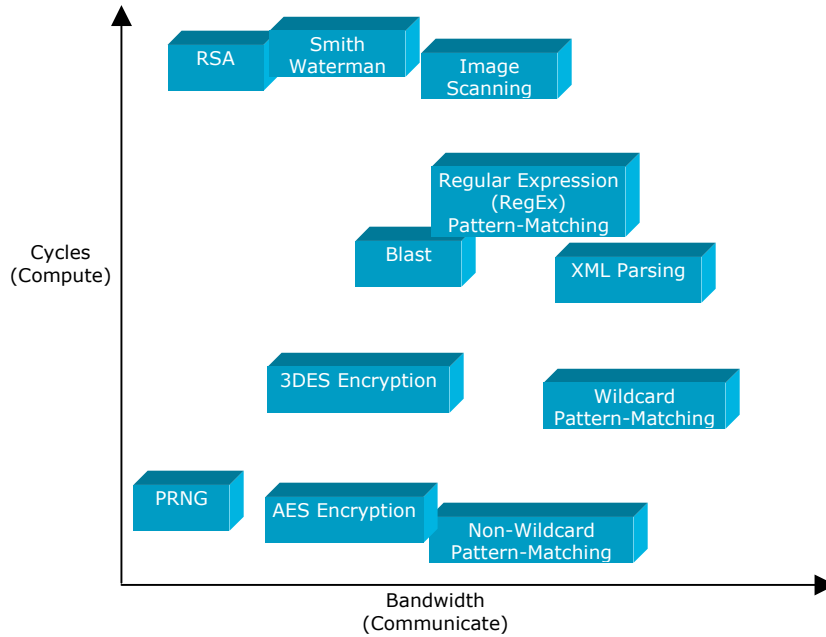 RSA
Smith
Waterman
Image
Scanning
Regular Expression
(RegEx)
Pattern-Matching
Cycles
(Compute)
Blast
XML Parsing
3DES Encryption
Wildcard
Pattern-Matching
PRNG
AES Encryption
Non-Wildcard
Pattern-Matching
Bandwidth
(Communicate)